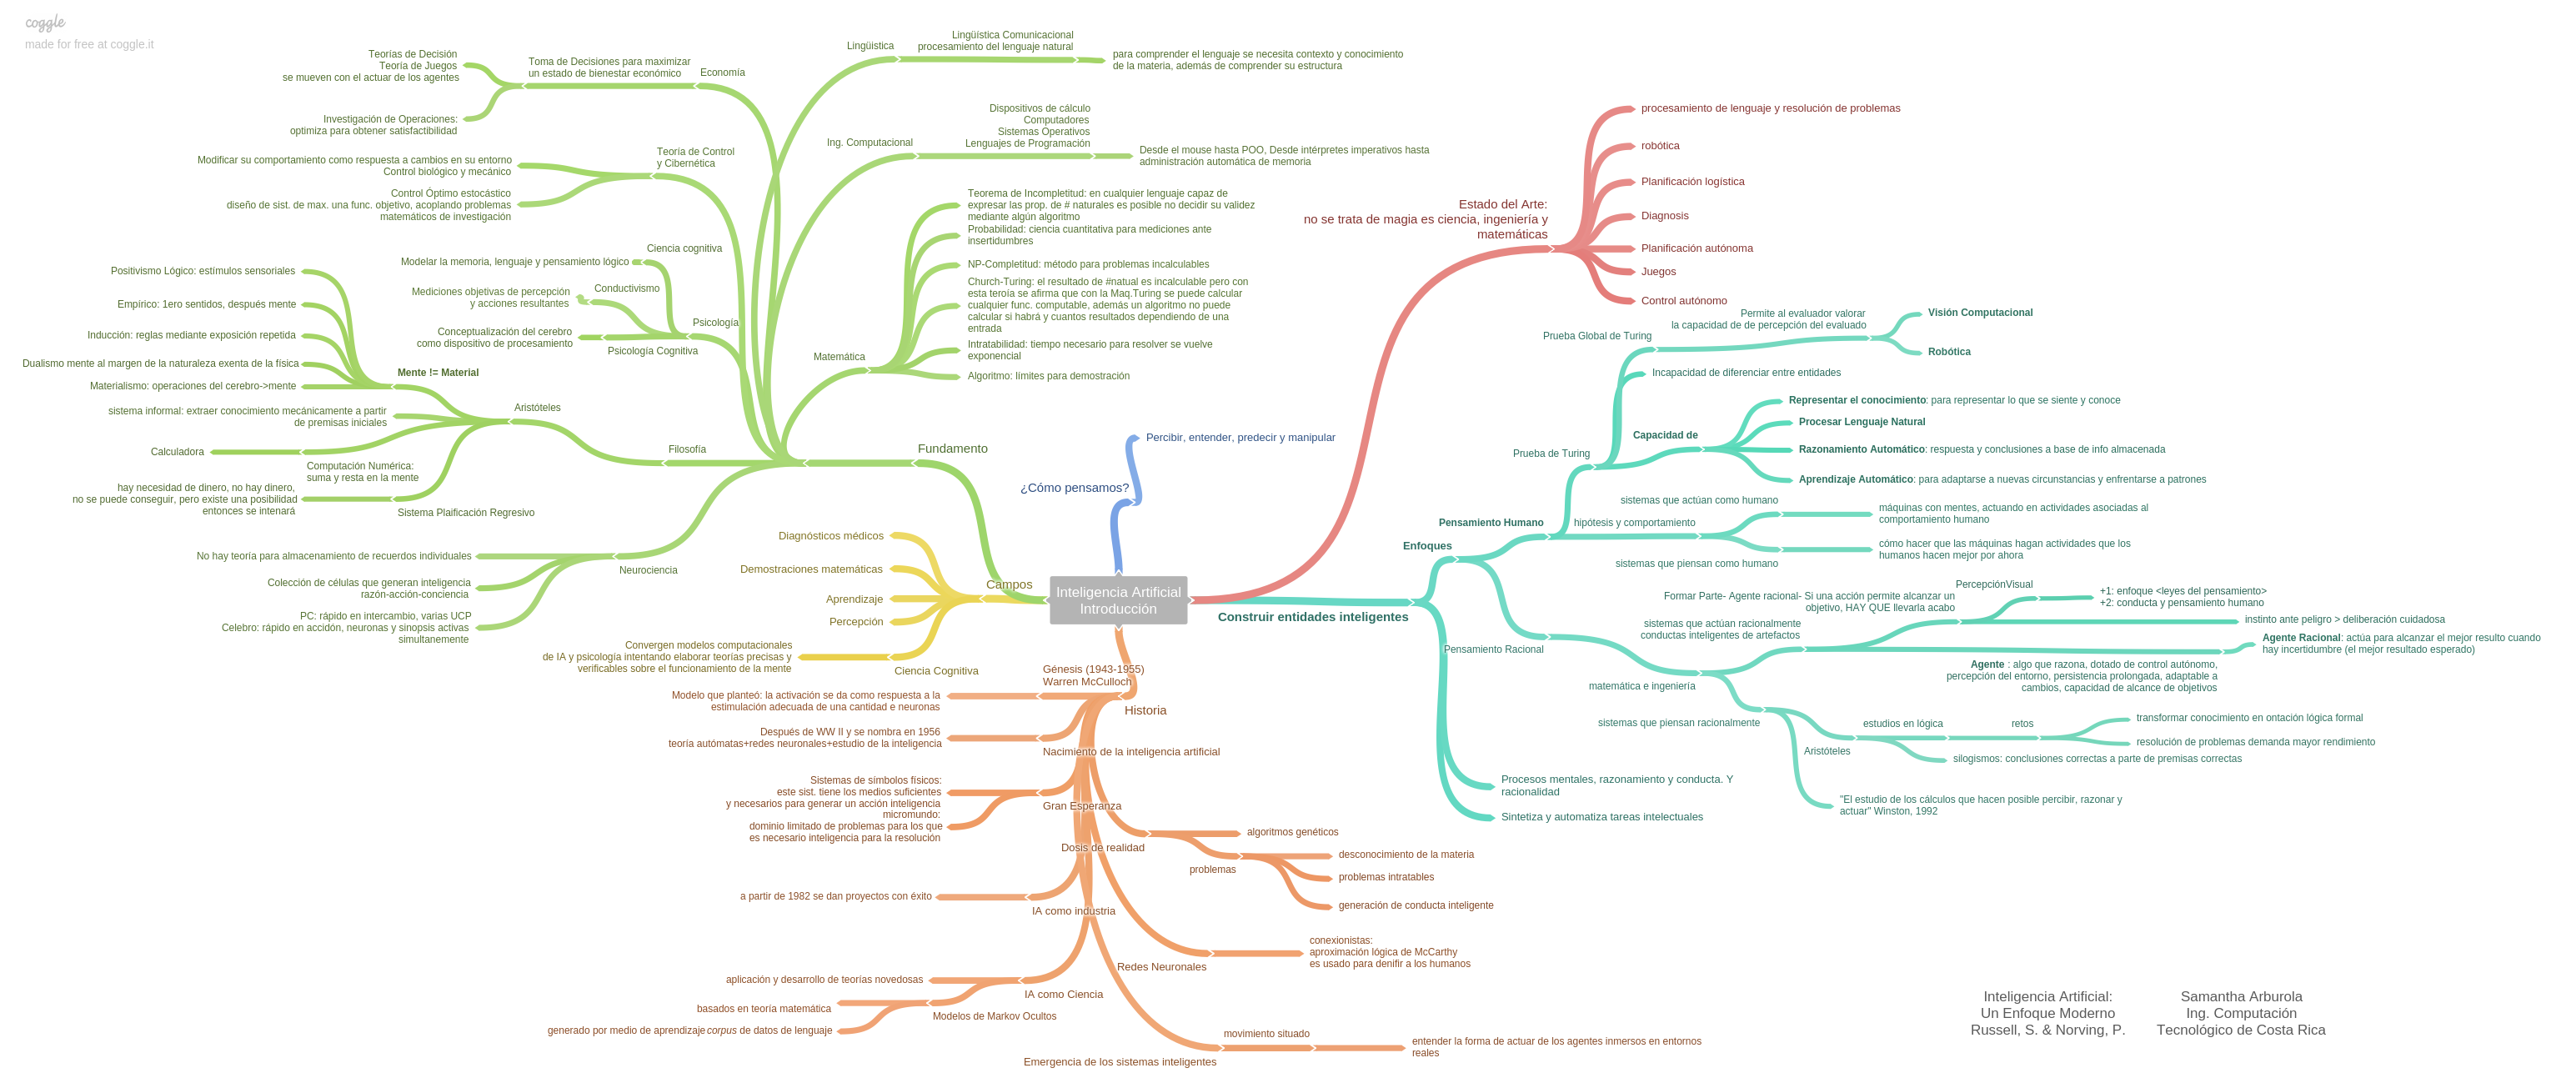 coggle
made for free at coggle.it
Inteligencia Artificial
Introducción
Fundamento
Economía
Toma de Decisiones para maximizar
un estado de bienestar económico
Teorías de Decisión
Teoría de Juegos
se mueven con el actuar de los agentes
Investigación de Operaciones:
optimiza para obtener satisfactibilidad
Teoría de Control
y Cibernética
Modificar su comportamiento como respuesta a cambios en su entorno
Control biológico y mecánico
Control Óptimo estocástico
diseño de sist. de max. una func. objetivo, acoplando problemas
matemáticos de investigación
Psicología
Ciencia cognitiva
Modelar la memoria, lenguaje y pensamiento lógico
Conductivismo
Mediciones objetivas de percepción
y acciones resultantes
Psicología Cognitiva
Conceptualización del cerebro
como dispositivo de procesamiento
Filosofía
Aristóteles
Mente != Material
Positivismo Lógico: estímulos sensoriales
Empírico: 1ero sentidos, después mente
Inducción: reglas mediante exposición repetida
Dualismo mente al margen de la naturaleza exenta de la física
Materialismo: operaciones del cerebro->mente
sistema informal: extraer conocimiento mecánicamente a partir
de premisas iniciales
Computación Numérica:
suma y resta en la mente
Calculadora
Sistema Plaificación Regresivo
hay necesidad de dinero, no hay dinero,
no se puede conseguir, pero existe una posibilidad
entonces se intenará
Neurociencia
No hay teoría para almacenamiento de recuerdos individuales
Colección de células que generan inteligencia
razón-acción-conciencia
PC: rápido en intercambio, varias UCP
Celebro: rápido en accidón, neuronas y sinopsis activas
simultanemente
Lingüistica
Lingüística Comunicacional
procesamiento del lenguaje natural
para comprender el lenguaje se necesita contexto y conocimiento
de la materia, además de comprender su estructura
Ing. Computacional
Dispositivos de cálculo
Computadores
Sistemas Operativos
Lenguajes de Programación
Desde el mouse hasta POO, Desde intérpretes imperativos hasta
administración automática de memoria
Matemática
Teorema de Incompletitud: en cualquier lenguaje capaz de
expresar las prop. de # naturales es posible no decidir su validez
mediante algún algoritmo
Probabilidad: ciencia cuantitativa para mediciones ante
insertidumbres
NP-Completitud: método para problemas incalculables
Church-Turing: el resultado de #natual es incalculable pero con
esta teroía se afirma que con la Maq.Turing se puede calcular
cualquier func. computable, además un algoritmo no puede
calcular si habrá y cuantos resultados dependiendo de una
entrada
Intratabilidad: tiempo necesario para resolver se vuelve
exponencial
Algoritmo: límites para demostración
¿Cómo pensamos?
Percibir, entender, predecir y manipular
Campos
Diagnósticos médicos
Demostraciones matemáticas
Aprendizaje
Percepción
Ciencia Cognitiva
Convergen modelos computacionales
de IA y psicología intentando elaborar teorías precisas y
verificables sobre el funcionamiento de la mente
Historia
Génesis (1943-1955)
Warren McCulloch
Modelo que planteó: la activación se da como respuesta a la
estimulación adecuada de una cantidad e neuronas
Nacimiento de la inteligencia artificial
Después de WW II y se nombra en 1956
teoría autómatas+redes neuronales+estudio de la inteligencia
Gran Esperanza
Sistemas de símbolos físicos:
este sist. tiene los medios suficientes
y necesarios para generar un acción inteligencia
micromundo:
dominio limitado de problemas para los que
es necesario inteligencia para la resolución
Dosis de realidad
algoritmos genéticos
problemas
desconocimiento de la materia
problemas intratables
generación de conducta inteligente
IA como industria
a partir de 1982 se dan proyectos con éxito
Redes Neuronales
conexionistas:
aproximación lógica de McCarthy
es usado para denifir a los humanos
IA como Ciencia
aplicación y desarrollo de teorías novedosas
Modelos de Markov Ocultos
basados en teoría matemática
generado por medio de aprendizaje corpus de datos de lenguaje
Emergencia de los sistemas inteligentes
movimiento situado
entender la forma de actuar de los agentes inmersos en entornos
reales
Estado del Arte:
no se trata de magia es ciencia, ingeniería y
matemáticas
procesamiento de lenguaje y resolución de problemas
robótica
Planificación logística
Diagnosis
Planificación autónoma
Juegos
Control autónomo
Construir entidades inteligentes
Enfoques
Pensamiento Humano
Prueba de Turing
Prueba Global de Turing
Permite al evaluador valorar
la capacidad de de percepción del evaluado
Visión Computacional
Robótica
Incapacidad de diferenciar entre entidades
Capacidad de
Representar el conocimiento: para representar lo que se siente y conoce
Procesar Lenguaje Natural
Razonamiento Automático: respuesta y conclusiones a base de info almacenada
Aprendizaje Automático: para adaptarse a nuevas circunstancias y enfrentarse a patrones
hipótesis y comportamiento
sistemas que actúan como humano
máquinas con mentes, actuando en actividades asociadas al
comportamiento humano
sistemas que piensan como humano
cómo hacer que las máquinas hagan actividades que los
humanos hacen mejor por ahora
Pensamiento Racional
matemática e ingeniería
sistemas que actúan racionalmente
conductas inteligentes de artefactos
Formar Parte- Agente racional- Si una acción permite alcanzar un
objetivo, HAY QUE llevarla acabo
PercepciónVisual
+1: enfoque <leyes del pensamiento>
+2: conducta y pensamiento humano
instinto ante peligro > deliberación cuidadosa
Agente : algo que razona, dotado de control autónomo,
percepción del entorno, persistencia prolongada, adaptable a
cambios, capacidad de alcance de objetivos
Agente Racional: actúa para alcanzar el mejor resulto cuando
hay incertidumbre (el mejor resultado esperado)
sistemas que piensan racionalmente
Aristóteles
estudios en lógica
retos
transformar conocimiento en ontación lógica formal
resolución de problemas demanda mayor rendimiento
silogismos: conclusiones correctas a parte de premisas correctas
"El estudio de los cálculos que hacen posible percibir, razonar y
actuar" Winston, 1992
Procesos mentales, razonamiento y conducta. Y
racionalidad
Sintetiza y automatiza tareas intelectuales
Inteligencia Artificial:
Un Enfoque Moderno
Russell, S. & Norving, P.
Samantha Arburola
Ing. Computación
Tecnológico de Costa Rica